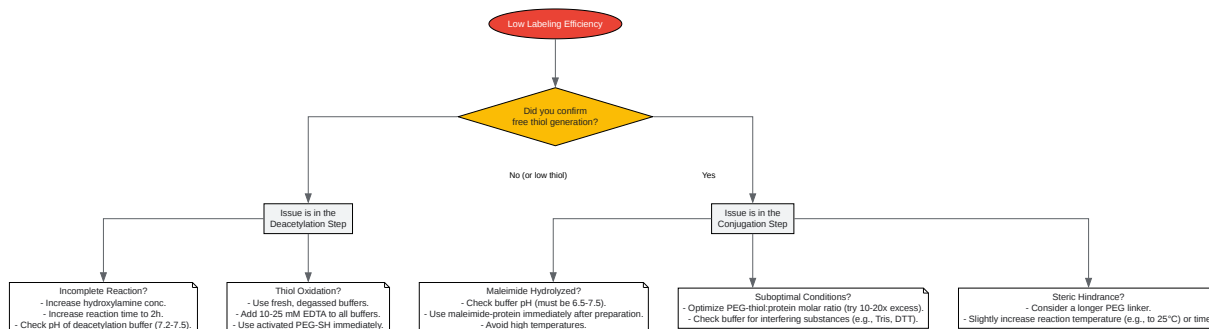 Low Labeling Efficiency
Did you confirm
free thiol generation?
No (or low thiol)
Yes
Issue is in the
Deacetylation Step
Issue is in the
Conjugation Step
Incomplete Reaction?
- Increase hydroxylamine conc.
- Increase reaction time to 2h.
- Check pH of deacetylation buffer (7.2-7.5).
Thiol Oxidation?
- Use fresh, degassed buffers.
- Add 10-25 mM EDTA to all buffers.
- Use activated PEG-SH immediately.
Maleimide Hydrolyzed?
- Check buffer pH (must be 6.5-7.5).
- Use maleimide-protein immediately after preparation.
- Avoid high temperatures.
Suboptimal Conditions?
- Optimize PEG-thiol:protein molar ratio (try 10-20x excess).
- Check buffer for interfering substances (e.g., Tris, DTT).
Steric Hindrance?
- Consider a longer PEG linker.
- Slightly increase reaction temperature (e.g., to 25°C) or time